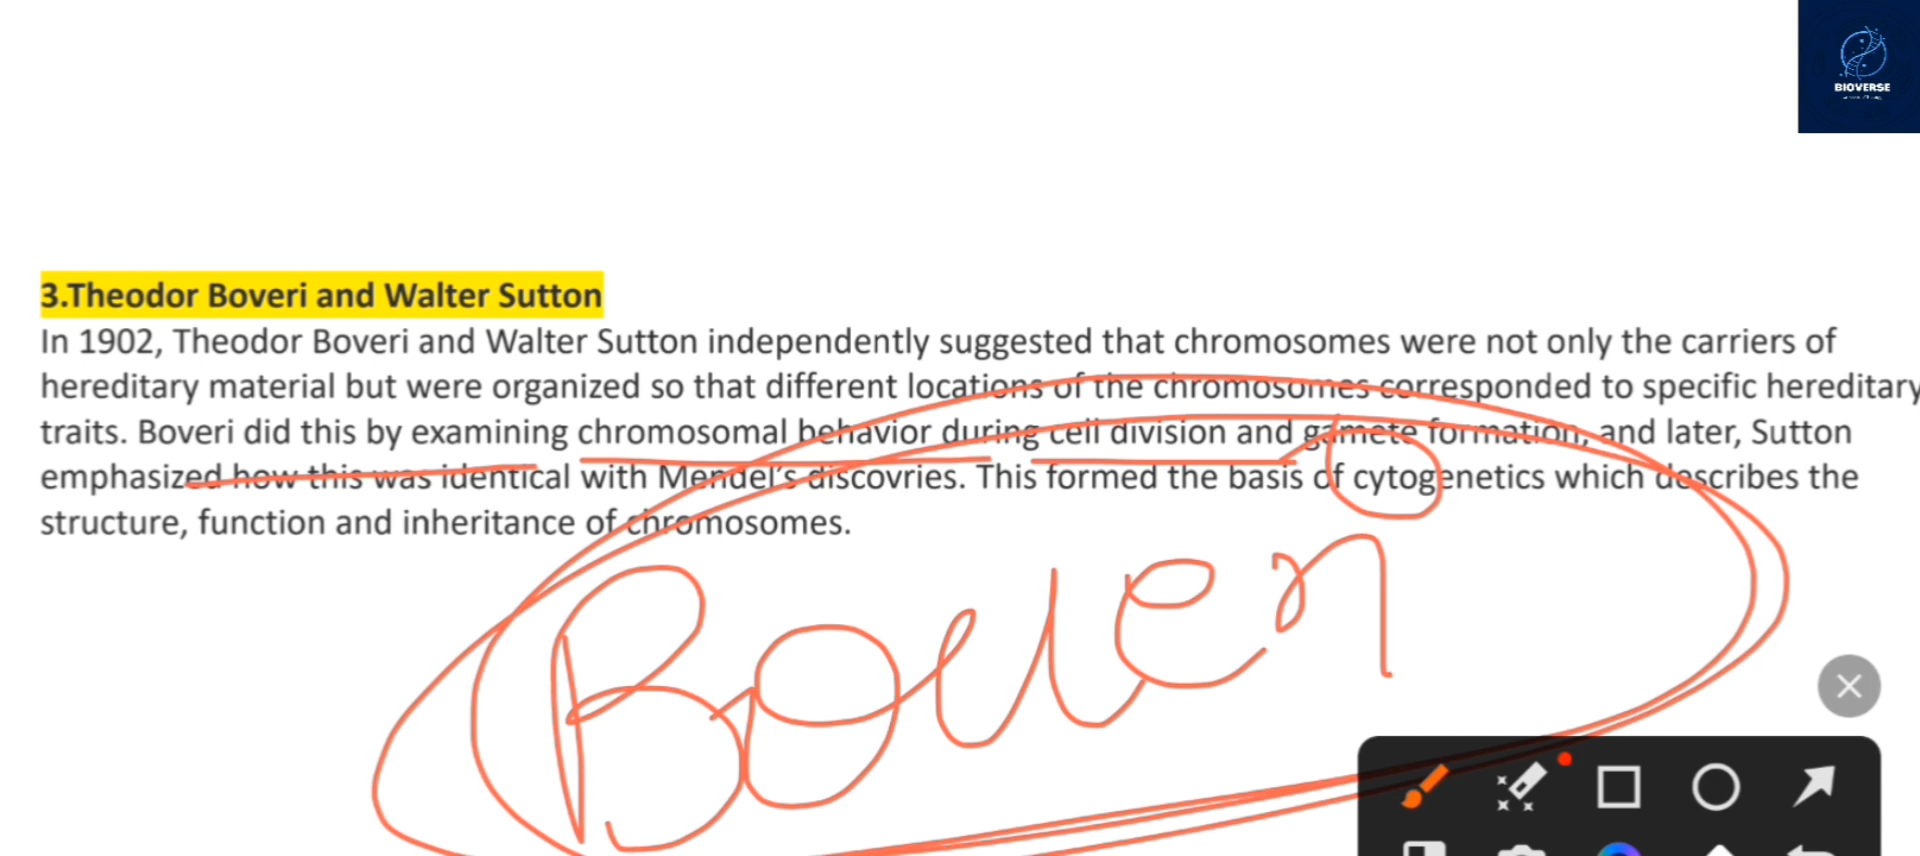 BIOVERSE
3.Theodor Boveri and Walter Sutton
In 1902, Theodor Boveri and Walter Sutton independently suggested that chromosomes were not only the carriers of
hereditary material but were organized so that different locations of the chromosomes corresponded to specific hereditary
traits. Boveri did this by examining chromosomal behavior during cell division and gamete formation, and later, Sutton
emphasized how this was identical with Mendel's discovries. This formed the basis of cytogenetics which describes the
structure, function and inheritance of chromosomes.